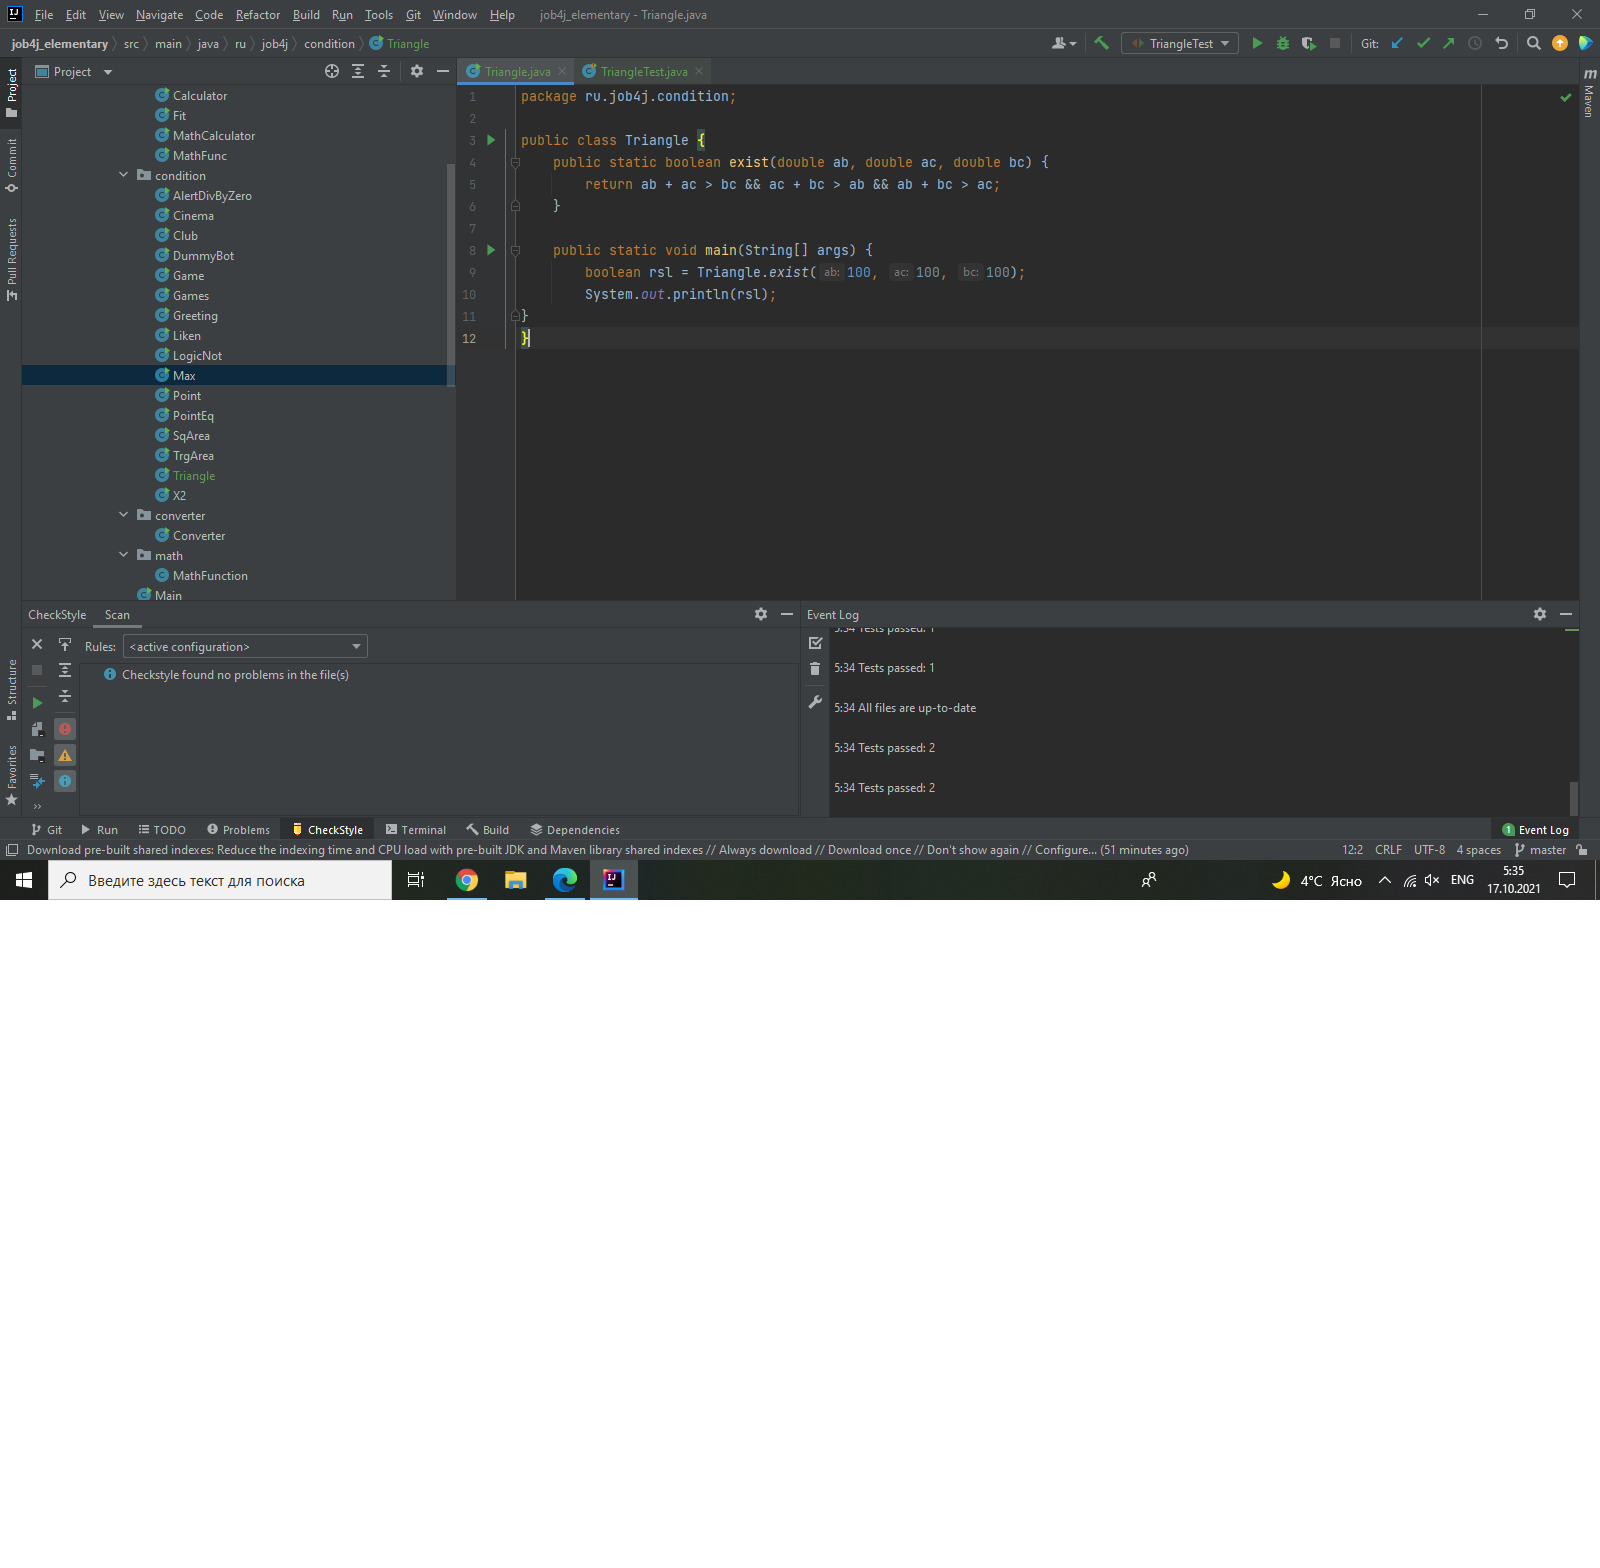 File Edit View Navigate Code Refactor Build Run Tools Git Window Help job4j_elementary - Triangle.java
job4j_elementary src main java ru job4j condition Triangle
TriangleTest
Git:
Project
Triangle.java
TriangleTest.java
Project
Commit
Pull Requests
Structure
Favorites
Maven
Calculator
Fit
MathCalculator
MathFunc
condition
AlertDivByZero
Cinema
Club
DummyBot
Game
Games
Greeting
Liken
LogicNot
Max
Point
PointEq
SqArea
TrgArea
Triangle
X2
converter
Converter
math
MathFunction
Main
1 package ru.job4j.condition;
2
3 public class Triangle {
4 public static boolean exist(double ab, double ac, double bc) {
5 return ab + ac > bc && ac + bc > ab && ab + bc > ac;
6 }
7
8 public static void main(String[] args) {
9 boolean rsl = Triangle.exist( ab: 100, ac: 100, bc: 100);
10 System.out.println(rsl);
11 }
12 }
CheckStyle Scan
Rules: <active configuration>
Checkstyle found no problems in the file(s)
Event Log
5:34 Tests passed: 1
5:34 Tests passed: 1
5:34 All files are up-to-date
5:34 Tests passed: 2
5:34 Tests passed: 2
Git Run TODO Problems CheckStyle Terminal Build Dependencies
1 Event Log
Download pre-built shared indexes: Reduce the indexing time and CPU load with pre-built JDK and Maven library shared indexes // Always download // Download once // Don't show again // Configure... (51 minutes ago)
12:2 CRLF UTF-8 4 spaces master
Введите здесь текст для поиска
4°C Ясно
ENG
5:35
17.10.2021